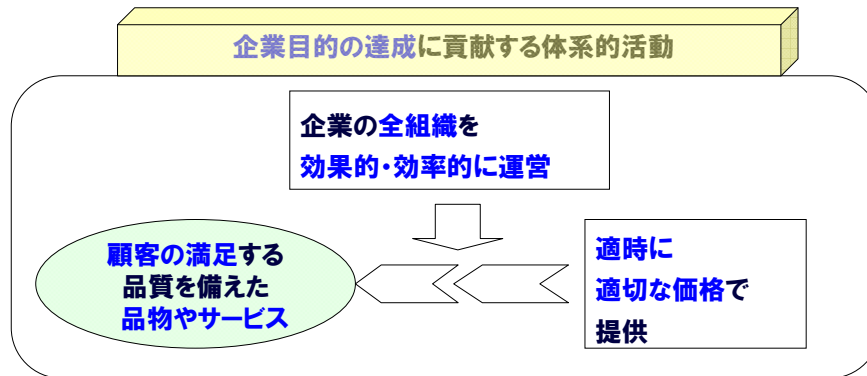 企業目的の達成に貢献する体系的活動
企業の全組織を
効果的・効率的に運営
顧客の満足する
品質を備えた
品物やサービス
適時に
適切な価格で
提供